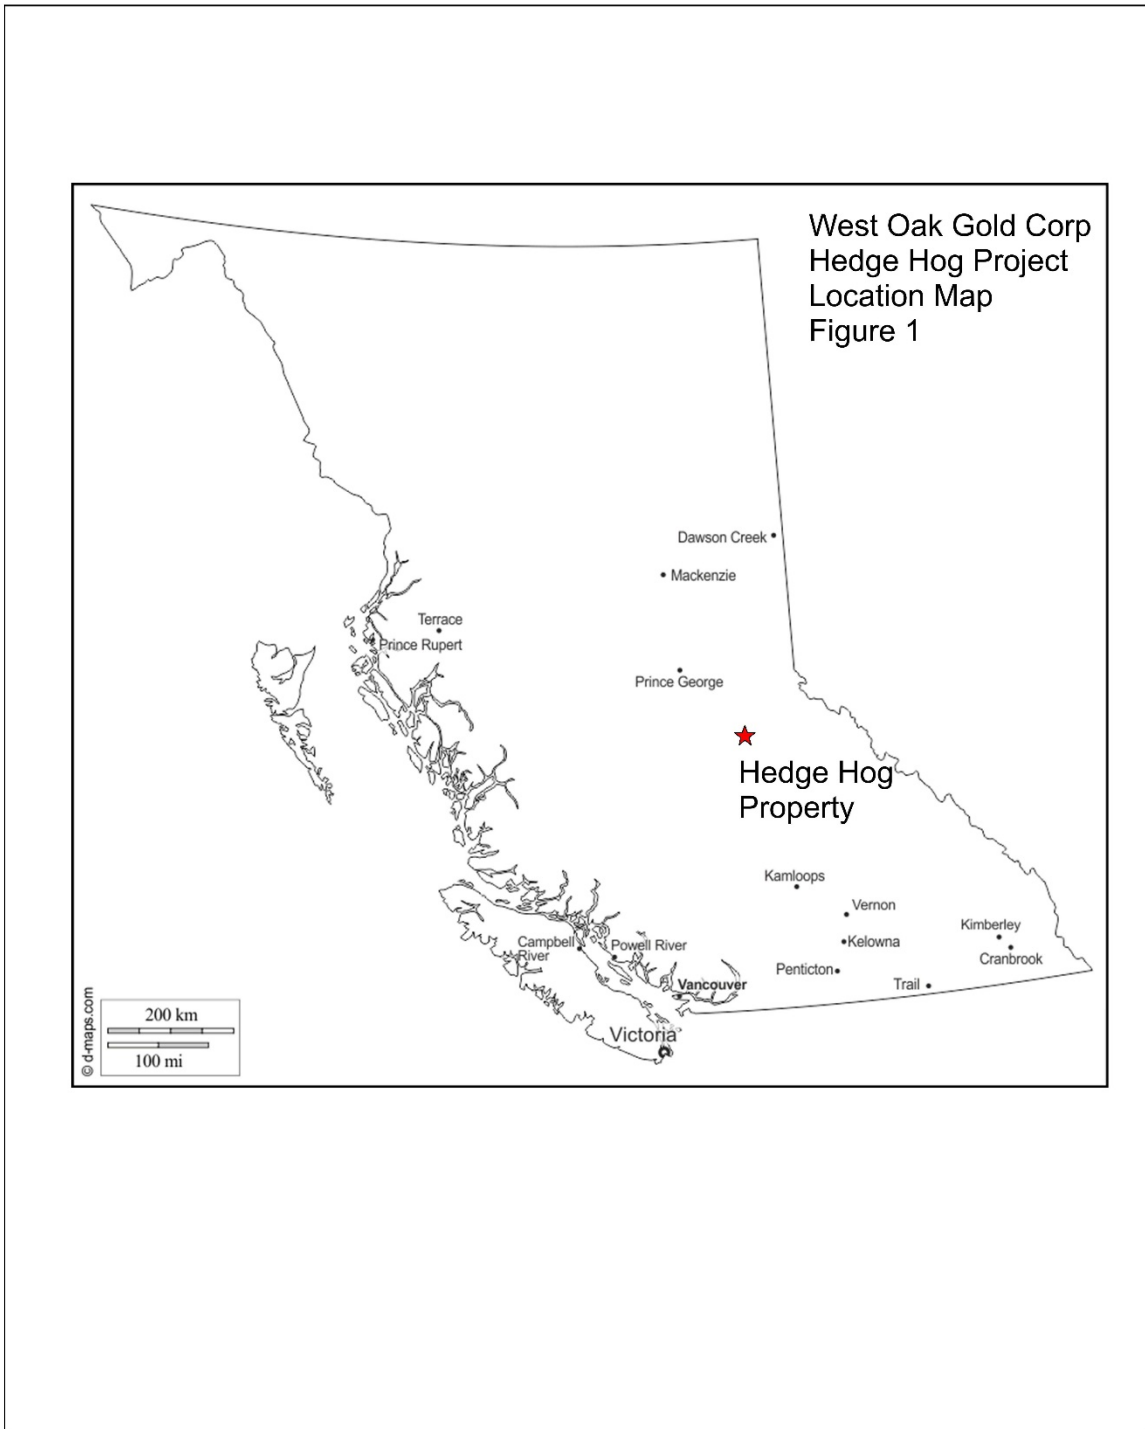 West Oak Gold Corp
Hedge Hog Project
Location Map
Figure 1
Dawson Creek
Mackenzie
Terrace
Prince Rupert
Prince George
Hedge Hog
Property
Kamloops
Vernon
Kimberley
Campbell
River
Powell River
Kelowna
Cranbrook
Penticton
Trail
Vancouver
Victoria
200 km
100 mi
© d-maps.com